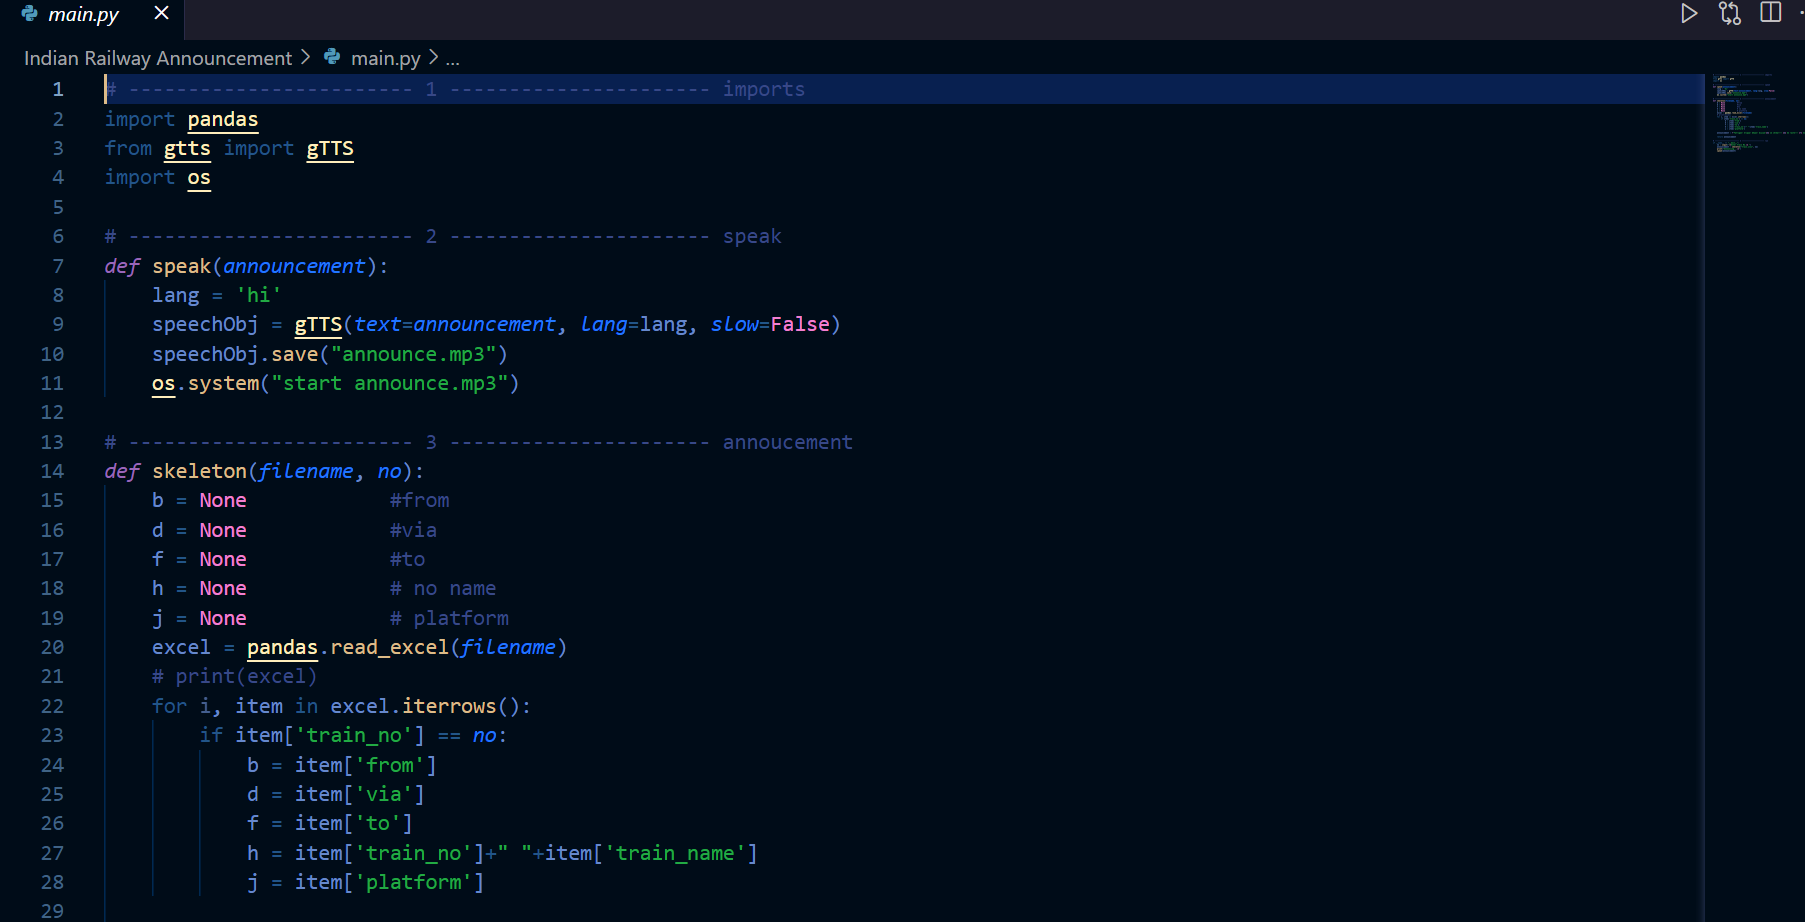 main.py
Indian Railway Announcement > main.py > ...
1 # ------------------------ 1 ---------------------- imports
2 import pandas
3 from gtts import gTTS
4 import os
5
6 # ------------------------ 2 ---------------------- speak
7 def speak(announcement):
8     lang = 'hi'
9     speechObj = gTTS(text=announcement, lang=lang, slow=False)
10     speechObj.save("announce.mp3")
11     os.system("start announce.mp3")
12
13 # ------------------------ 3 ---------------------- annoucement
14 def skeleton(filename, no):
15     b = None            #from
16     d = None            #via
17     f = None            #to
18     h = None            # no name
19     j = None            # platform
20     excel = pandas.read_excel(filename)
21     # print(excel)
22     for i, item in excel.iterrows():
23         if item['train_no'] == no:
24             b = item['from']
25             d = item['via']
26             f = item['to']
27             h = item['train_no']+" "+item['train_name']
28             j = item['platform']
29